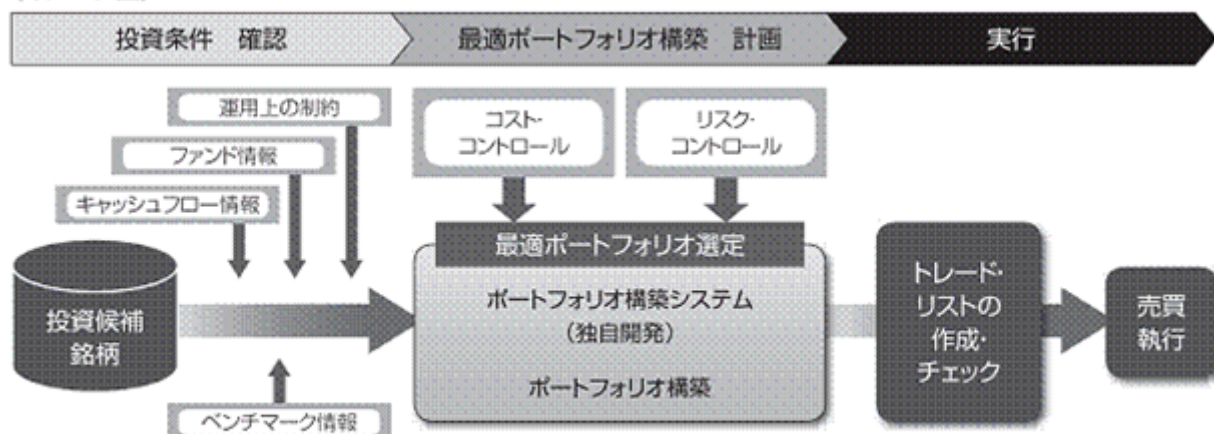 投資条件 確認
最適ポートフォリオ構築 計画
実行
運用上の制約
ファンド情報
キャッシュフロー情報
コスト・
コントロール
リスク・
コントロール
投資候補
銘柄
ベンチマーク情報
最適ポートフォリオ選定
ポートフォリオ構築システム
（独自開発）
ポートフォリオ構築
トレード・
リストの
作成・
チェック
売買
執行